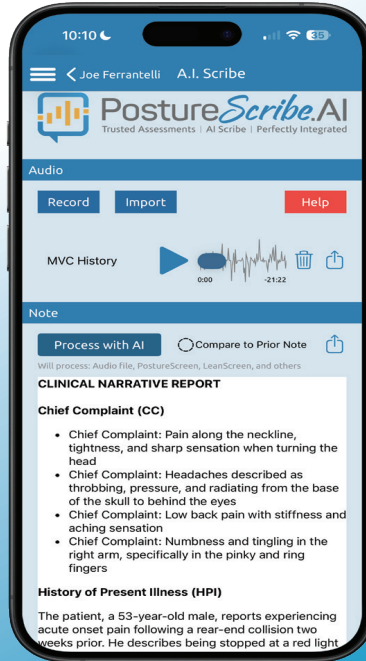 10:10
35
Joe Ferrantelli A.I. Scribe
PostureScribe.AI
Trusted Assessments | AI Scribe | Perfectly Integrated
Audio
Record Import Help
MVC History
0:00 -21:22
Note
Process with AI Compare to Prior Note
Will process: Audio file, PostureScreen, LeanScreen, and others
CLINICAL NARRATIVE REPORT
Chief Complaint (CC)
• Chief Complaint: Pain along the neckline,
tightness, and sharp sensation when turning the
head
• Chief Complaint: Headaches described as
throbbing, pressure, and radiating from the base
of the skull to behind the eyes
• Chief Complaint: Low back pain with stiffness and
aching sensation
• Chief Complaint: Numbness and tingling in the
right arm, specifically in the pinky and ring
fingers
History of Present Illness (HPI)
The patient, a 53-year-old male, reports experiencing
acute onset pain following a rear-end collision two
weeks prior. He describes being stopped at a red light